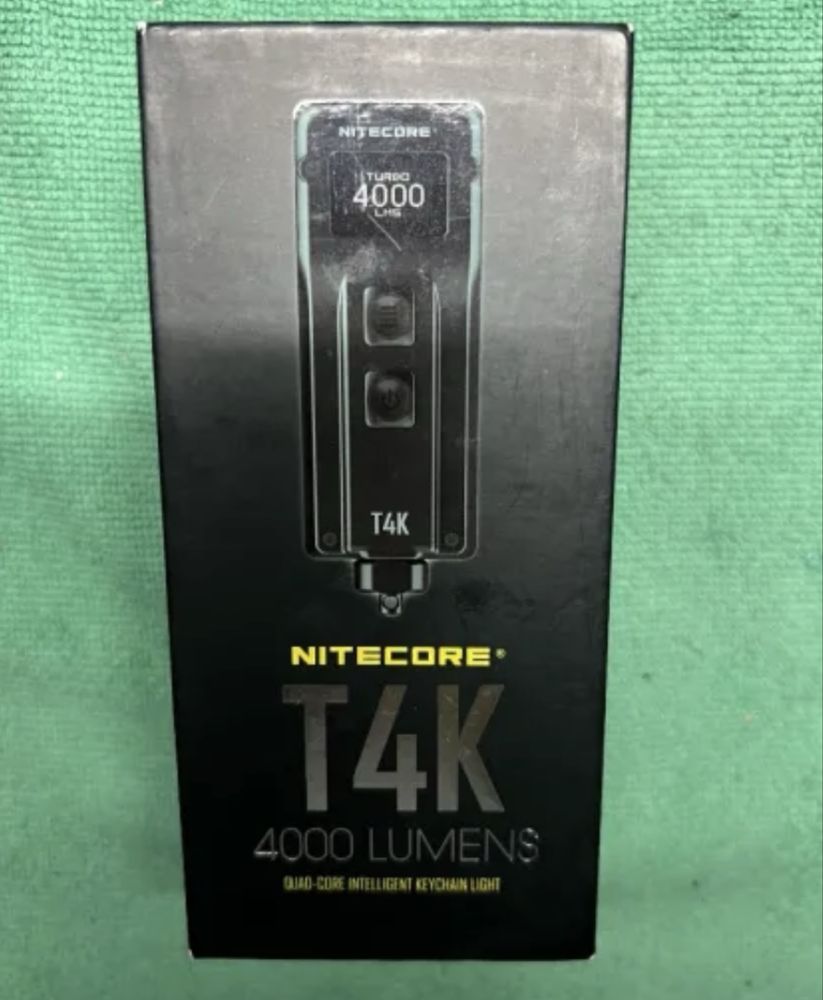 NITECORE
TURBO
4000
LMS
T4K
NITECORE®
T4K
4000 LUMENS
QUAD-CORE INTELLIGENT KEYCHAIN LIGHT